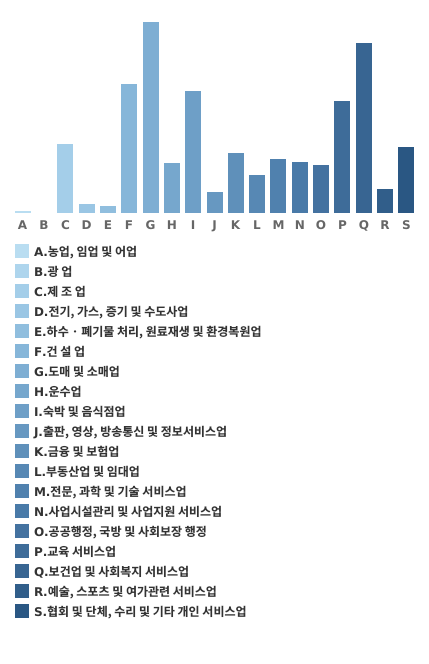 A B C D E F G H I J K L M N O P Q R S
A.농업, 임업 및 어업
B.광 업
C.제 조 업
D.전기, 가스, 증기 및 수도사업
E.하수 · 폐기물 처리, 원료재생 및 환경복원업
F.건 설 업
G.도매 및 소매업
H.운수업
I.숙박 및 음식점업
J.출판, 영상, 방송통신 및 정보서비스업
K.금융 및 보험업
L.부동산업 및 임대업
M.전문, 과학 및 기술 서비스업
N.사업시설관리 및 사업지원 서비스업
O.공공행정, 국방 및 사회보장 행정
P.교육 서비스업
Q.보건업 및 사회복지 서비스업
R.예술, 스포츠 및 여가관련 서비스업
S.협회 및 단체, 수리 및 기타 개인 서비스업